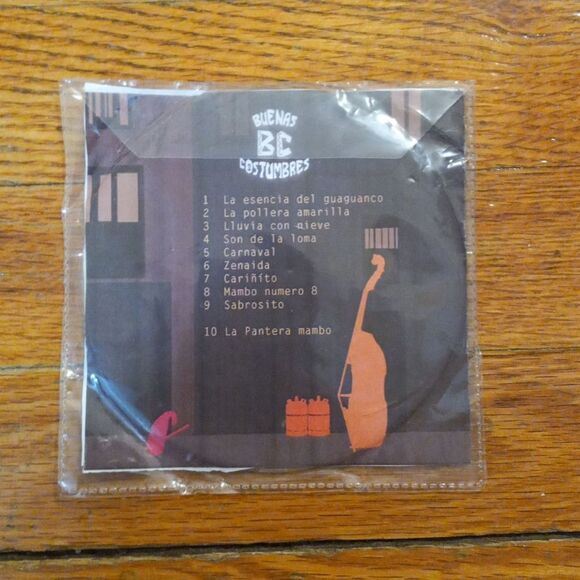 BUENAS
BC
COSTUMBRES
1 La esencia del guaguanco
2 La pollera amarilla
3 Lluvia con nieve
4 Son de la loma
5 Carnaval
6 Zenaida
7 Cariñíto
8 Mambo numero 8
9 Sabrosito
10 La Pantera mambo